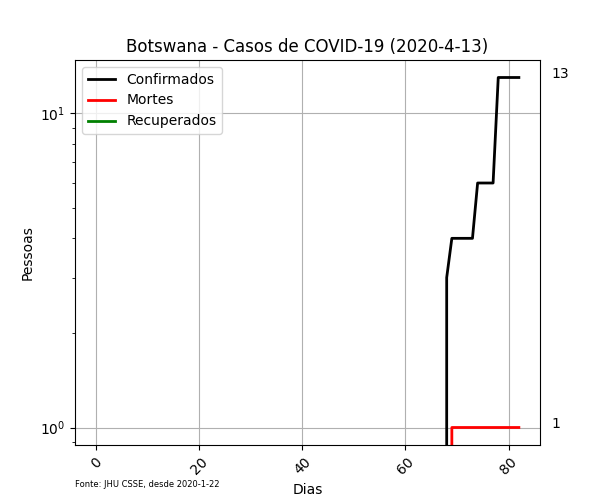 Botswana - Casos de COVID-19 (2020-4-13)
Confirmados
Mortes
Recuperados
13
10¹
Pessoas
10⁰
1
0
20
40
60
80
Fonte: JHU CSSE, desde 2020-1-22
Dias